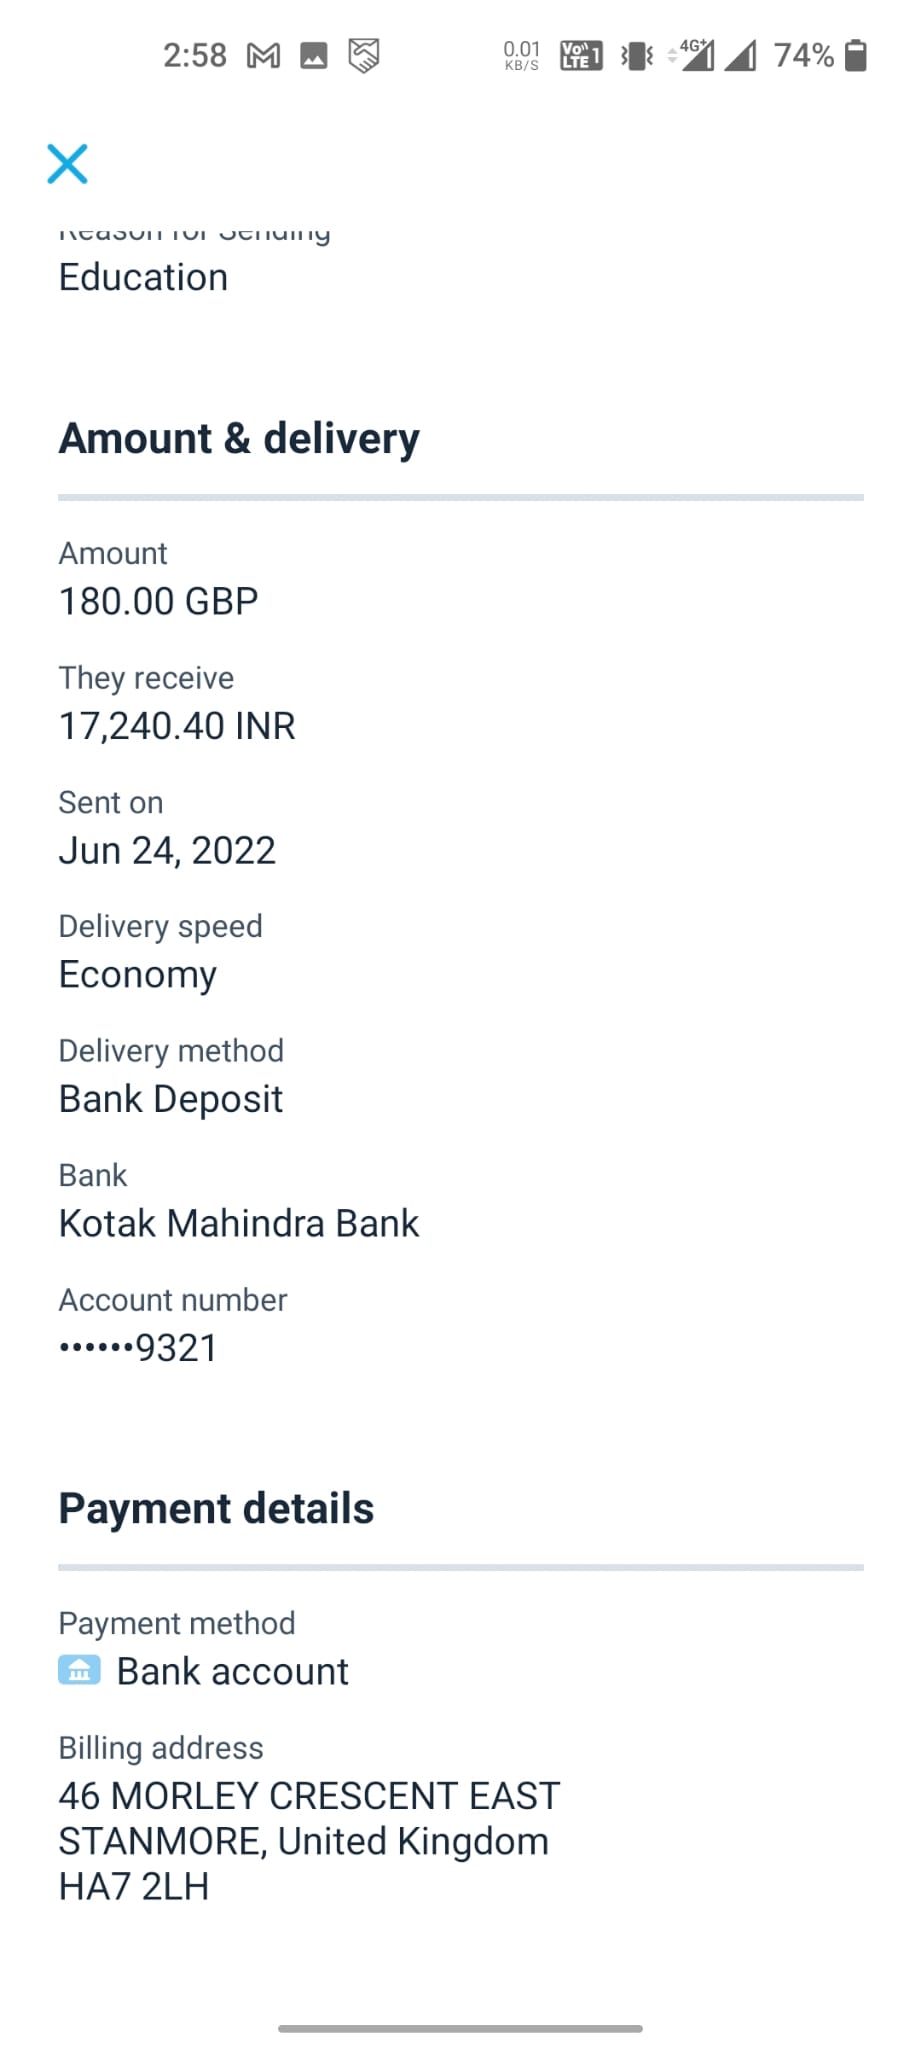 2:58
0.01
KB/S
Vo))
LTE 1
4G+
74%
Reason for Sending
Education
Amount & delivery
Amount
180.00 GBP
They receive
17,240.40 INR
Sent on
Jun 24, 2022
Delivery speed
Economy
Delivery method
Bank Deposit
Bank
Kotak Mahindra Bank
Account number
••••••9321
Payment details
Payment method
Bank account
Billing address
46 MORLEY CRESCENT EAST
STANMORE, United Kingdom
HA7 2LH